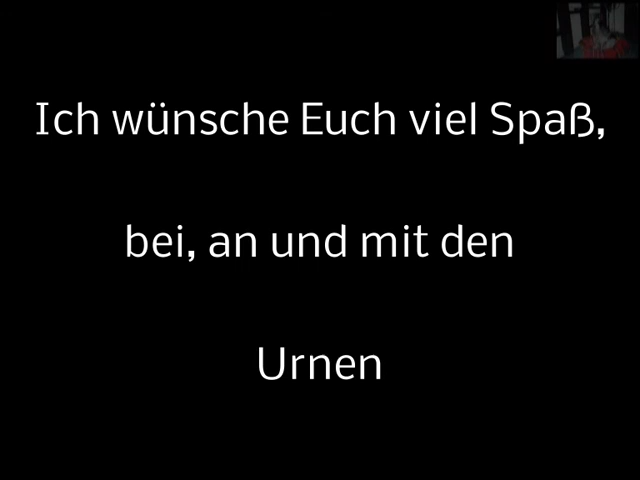 Ich wünsche Euch viel Spaß,
bei, an und mit den
Urnen